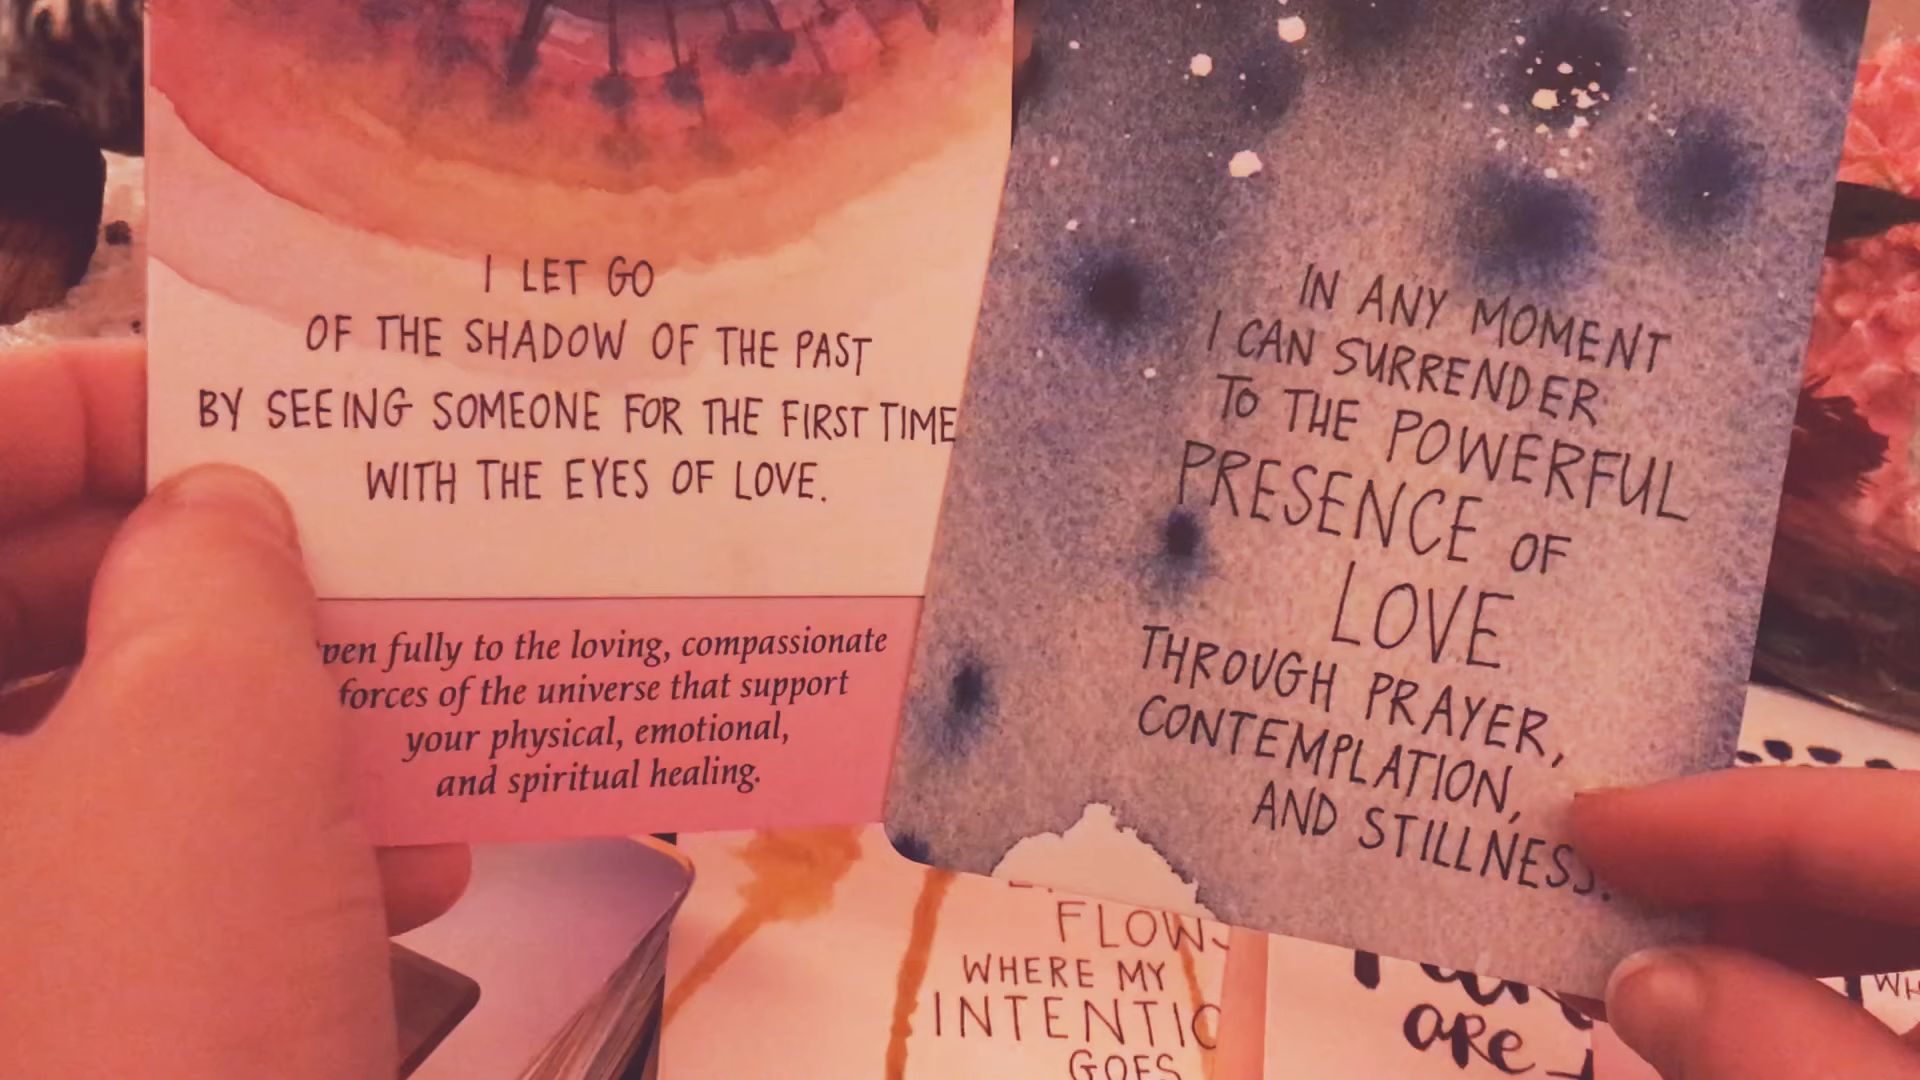 I LET GO
OF THE SHADOW OF THE PAST
BY SEEING SOMEONE FOR THE FIRST TIME
WITH THE EYES OF LOVE.
fully to the loving, compassionate
forces of the universe that support
your physical, emotional,
and spiritual healing.
IN ANY MOMENT
I CAN SURRENDER
TO THE POWERFUL
PRESENCE OF
LOVE
THROUGH PRAYER,
CONTEMPLATION,
AND STILLNESS.
WHERE MY
GOES
are